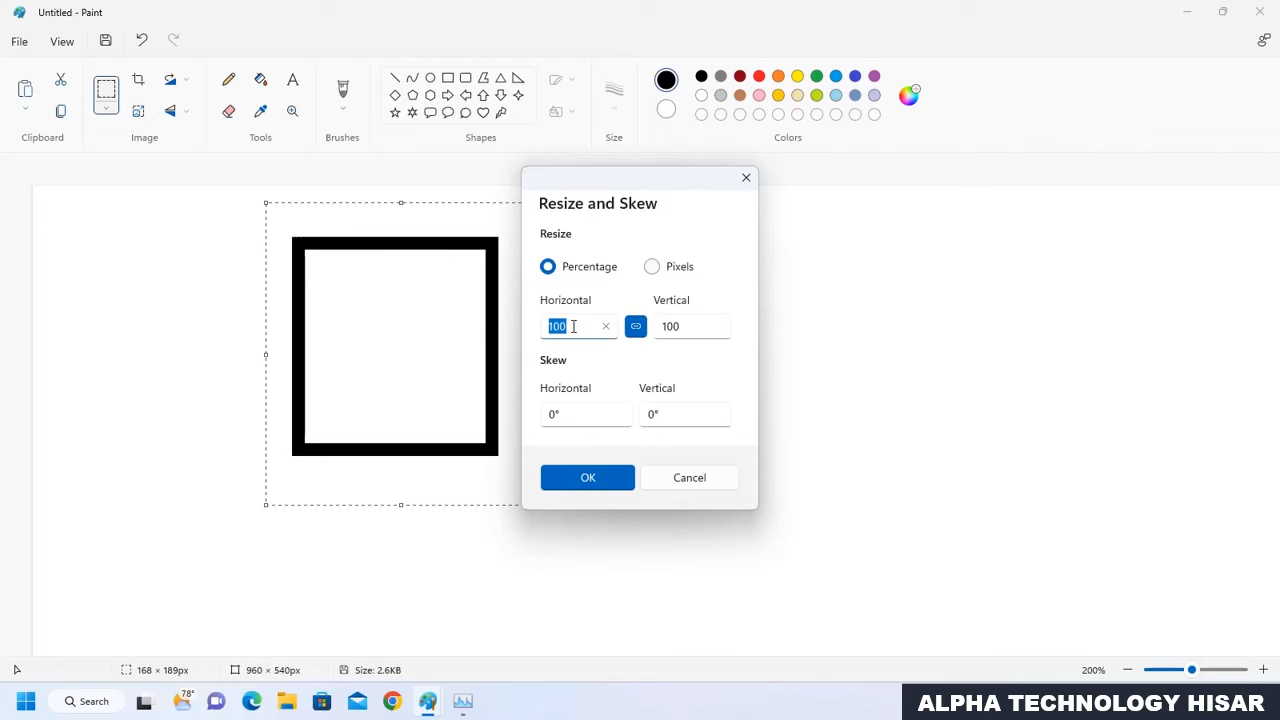 Untitled - Paint
File View
A
Clipboard Image Tools Brushes Shapes Size Colors
Resize and Skew
Resize
Percentage Pixels
Horizontal Vertical
100 100
Skew
Horizontal Vertical
0° 0°
OK Cancel
168 × 189px 960 × 540px Size: 2.6KB 200%
Search 78°
ALPHA TECHNOLOGY HISAR